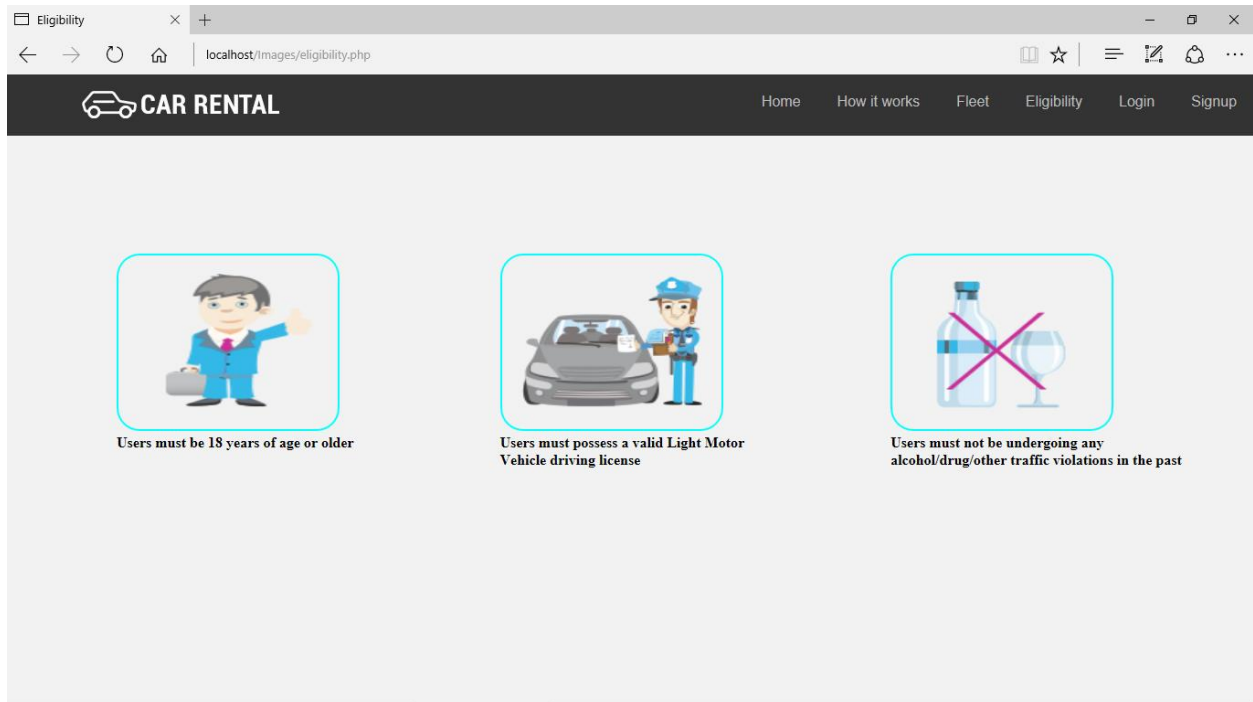 Eligibility
localhost/Images/eligibility.php
CAR RENTAL
Home How it works Fleet Eligibility Login Signup
Users must be 18 years of age or older
Users must possess a valid Light Motor
Vehicle driving license
Users must not be undergoing any
alcohol/drug/other traffic violations in the past